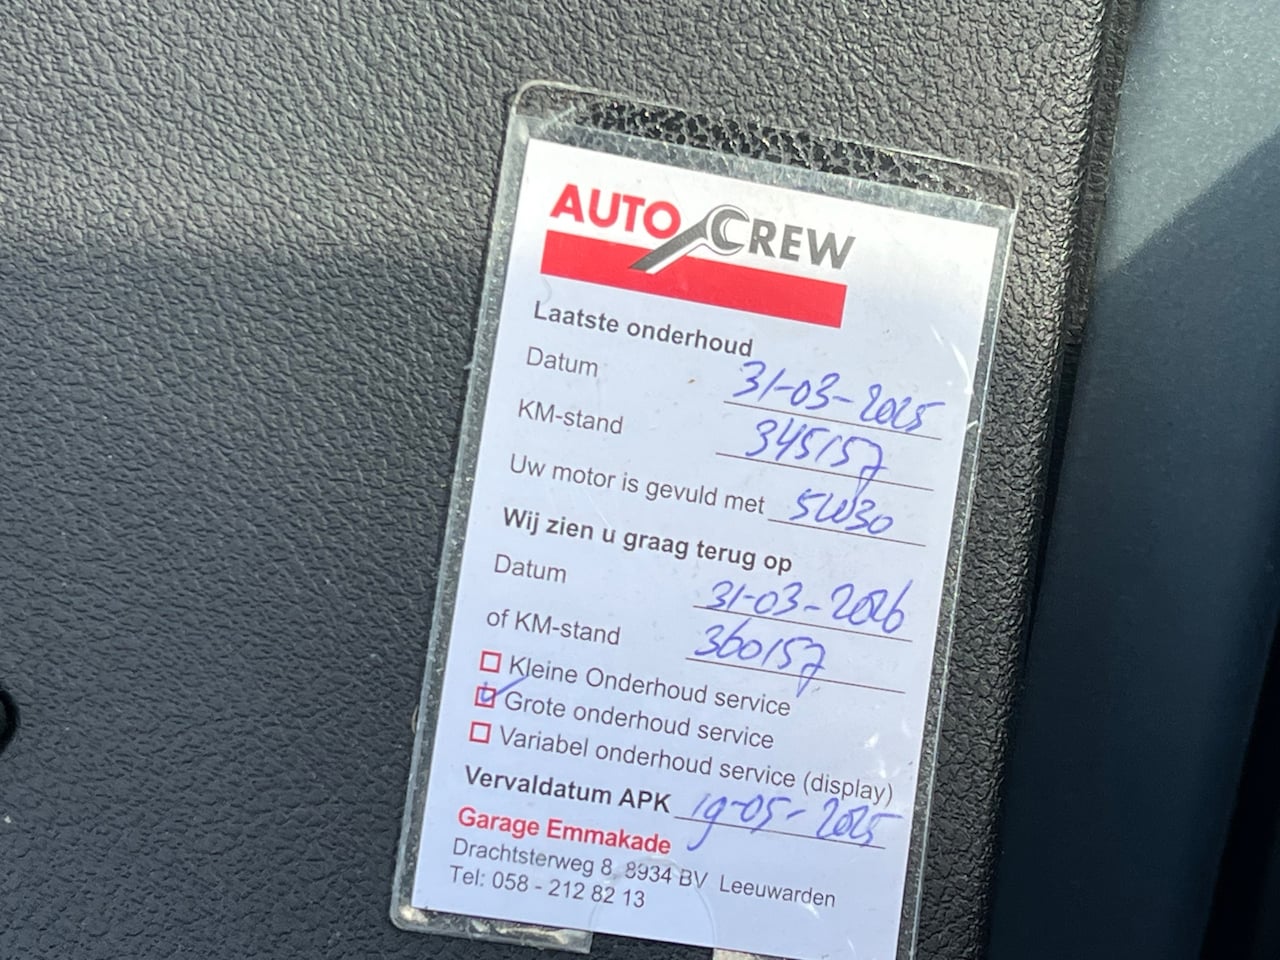 AUTO CREW
Laatste onderhoud
Datum 31-03-2025
KM-stand 345157
Uw motor is gevuld met 5W30
Wij zien u graag terug op
Datum 31-03-2026
of KM-stand 360157
Kleine Onderhoud service
Grote onderhoud service
Variabel onderhoud service (display)
Vervaldatum APK 19-05-2025
Garage Emmakade
Drachtsterweg 8 8934 BV Leeuwarden
Tel: 058 - 212 82 13